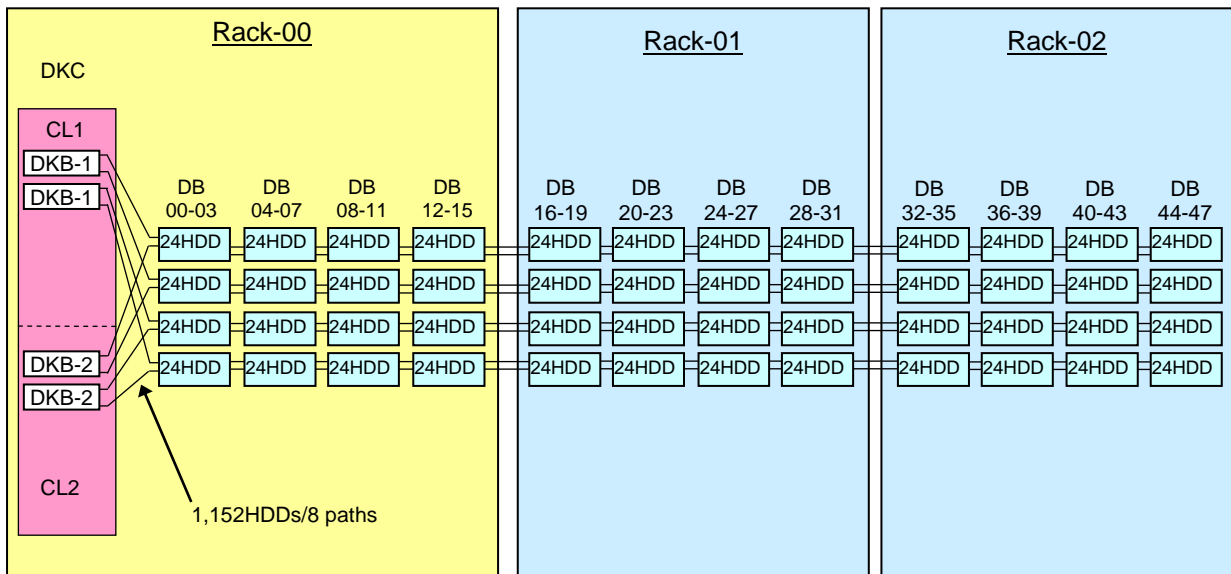 Rack-00
Rack-01
Rack-02
DKC
CL1
DKB-1
DKB-1
DB DB DB DB DB DB DB DB DB DB DB DB
00-03 04-07 08-11 12-15 16-19 20-23 24-27 28-31 32-35 36-39 40-43 44-47
24HDD 24HDD 24HDD 24HDD 24HDD 24HDD 24HDD 24HDD 24HDD 24HDD 24HDD 24HDD
24HDD 24HDD 24HDD 24HDD 24HDD 24HDD 24HDD 24HDD 24HDD 24HDD 24HDD 24HDD
24HDD 24HDD 24HDD 24HDD 24HDD 24HDD 24HDD 24HDD 24HDD 24HDD 24HDD 24HDD
24HDD 24HDD 24HDD 24HDD 24HDD 24HDD 24HDD 24HDD 24HDD 24HDD 24HDD 24HDD
DKB-2
DKB-2
CL2
1,152HDDs/8 paths